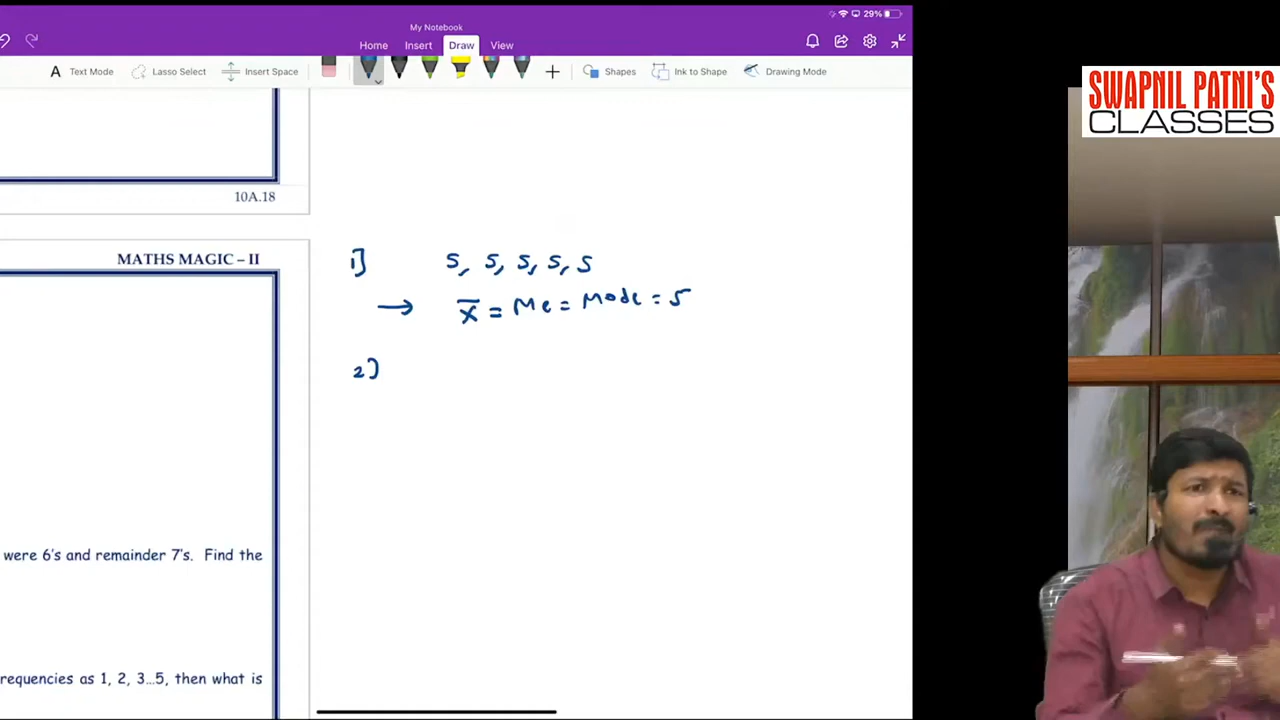 29%
My Notebook
Home Insert Draw View
A Text Mode Lasso Select Insert Space Shapes Ink to Shape Drawing Mode
SWAPNIL PATNI'S
CLASSES
10A.18
MATHS MAGIC – II
1] 5, 5, 5, 5, 5
→ x̅ = Me = Mode = 5
2]
were 6's and remainder 7's. Find the
requencies as 1, 2, 3...5, then what is